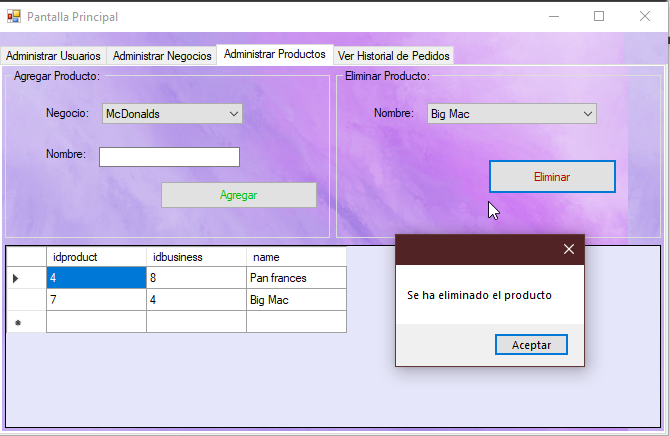 Pantalla Principal
Administrar Usuarios Administrar Negocios Administrar Productos Ver Historial de Pedidos
Agregar Producto:
Negocio: McDonalds
Nombre:
Agregar
Eliminar Producto:
Nombre: Big Mac
Eliminar
idproduct idbusiness name
4 8 Pan frances
7 4 Big Mac
Se ha eliminado el producto
Aceptar